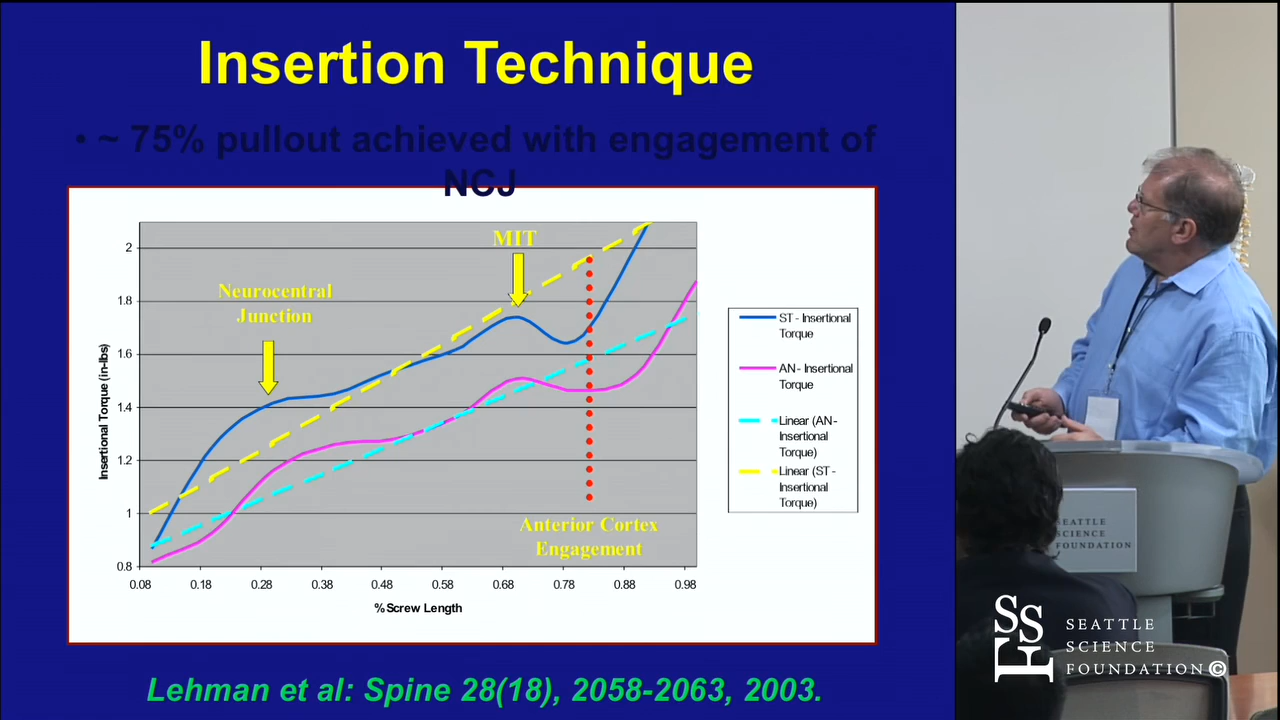 Insertion Technique
• ~ 75% pullout achieved with engagement of
NCJ
MIT
Neurocentral
Junction
Anterior Cortex
Engagement
Insertional Torque (in-lbs)
2
1.8
1.6
1.4
1.2
1
0.8
0.08 0.18 0.28 0.38 0.48 0.58 0.68 0.78 0.88 0.98
%Screw Length
ST - Insertional
Torque
AN - Insertional
Torque
Linear (AN-
Insertional
Torque)
Linear (ST -
Insertional
Torque)
Lehman et al: Spine 28(18), 2058-2063, 2003.
SEATTLE
SCIENCE
FOUNDATION
SSF
SEATTLE
SCIENCE
FOUNDATION©